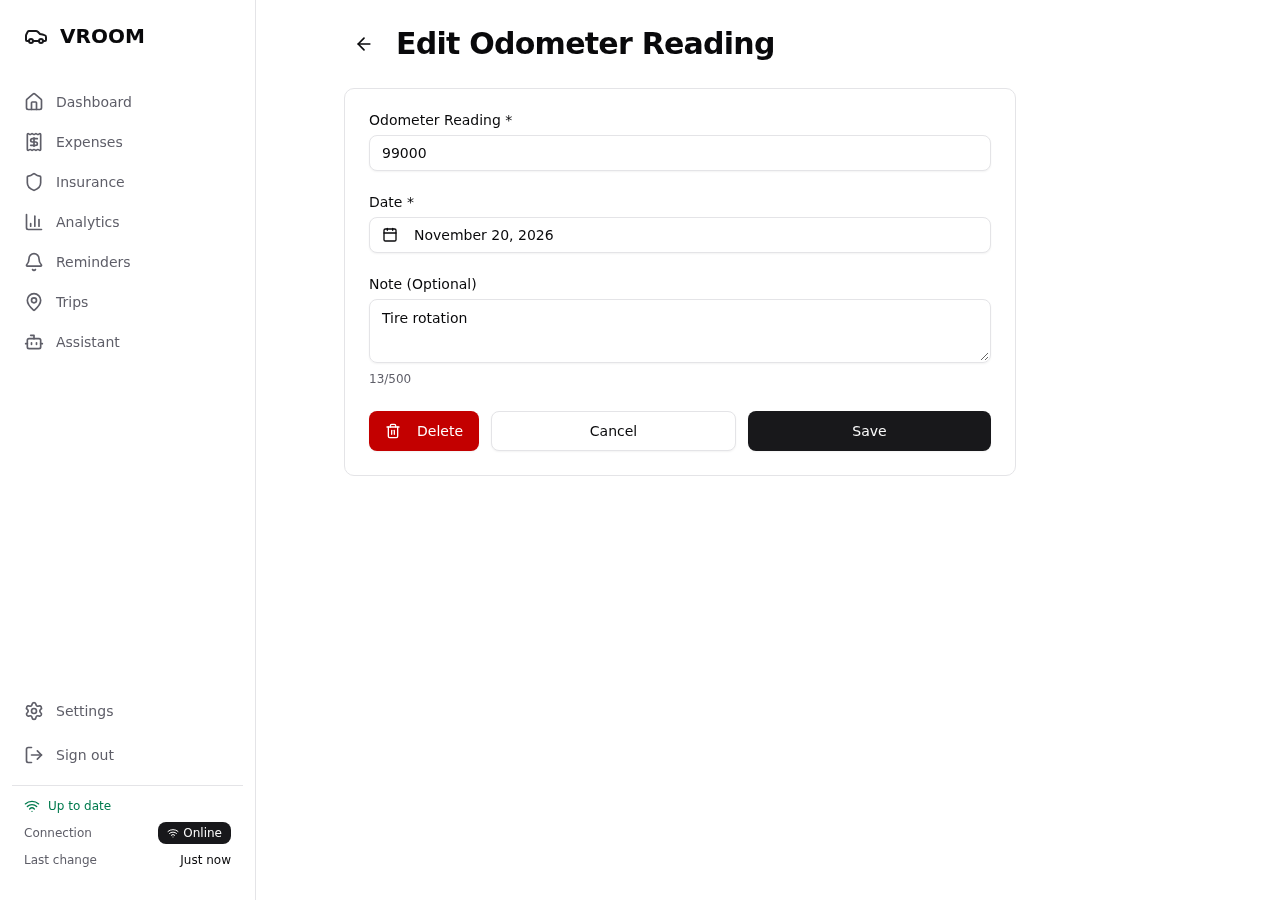 VROOM
Dashboard
Expenses
Insurance
Analytics
Reminders
Trips
Assistant
Settings
Sign out
Up to date
Connection Online
Last change Just now
Edit Odometer Reading
Odometer Reading *
99000
Date *
November 20, 2026
Note (Optional)
Tire rotation
13/500
Delete Cancel Save